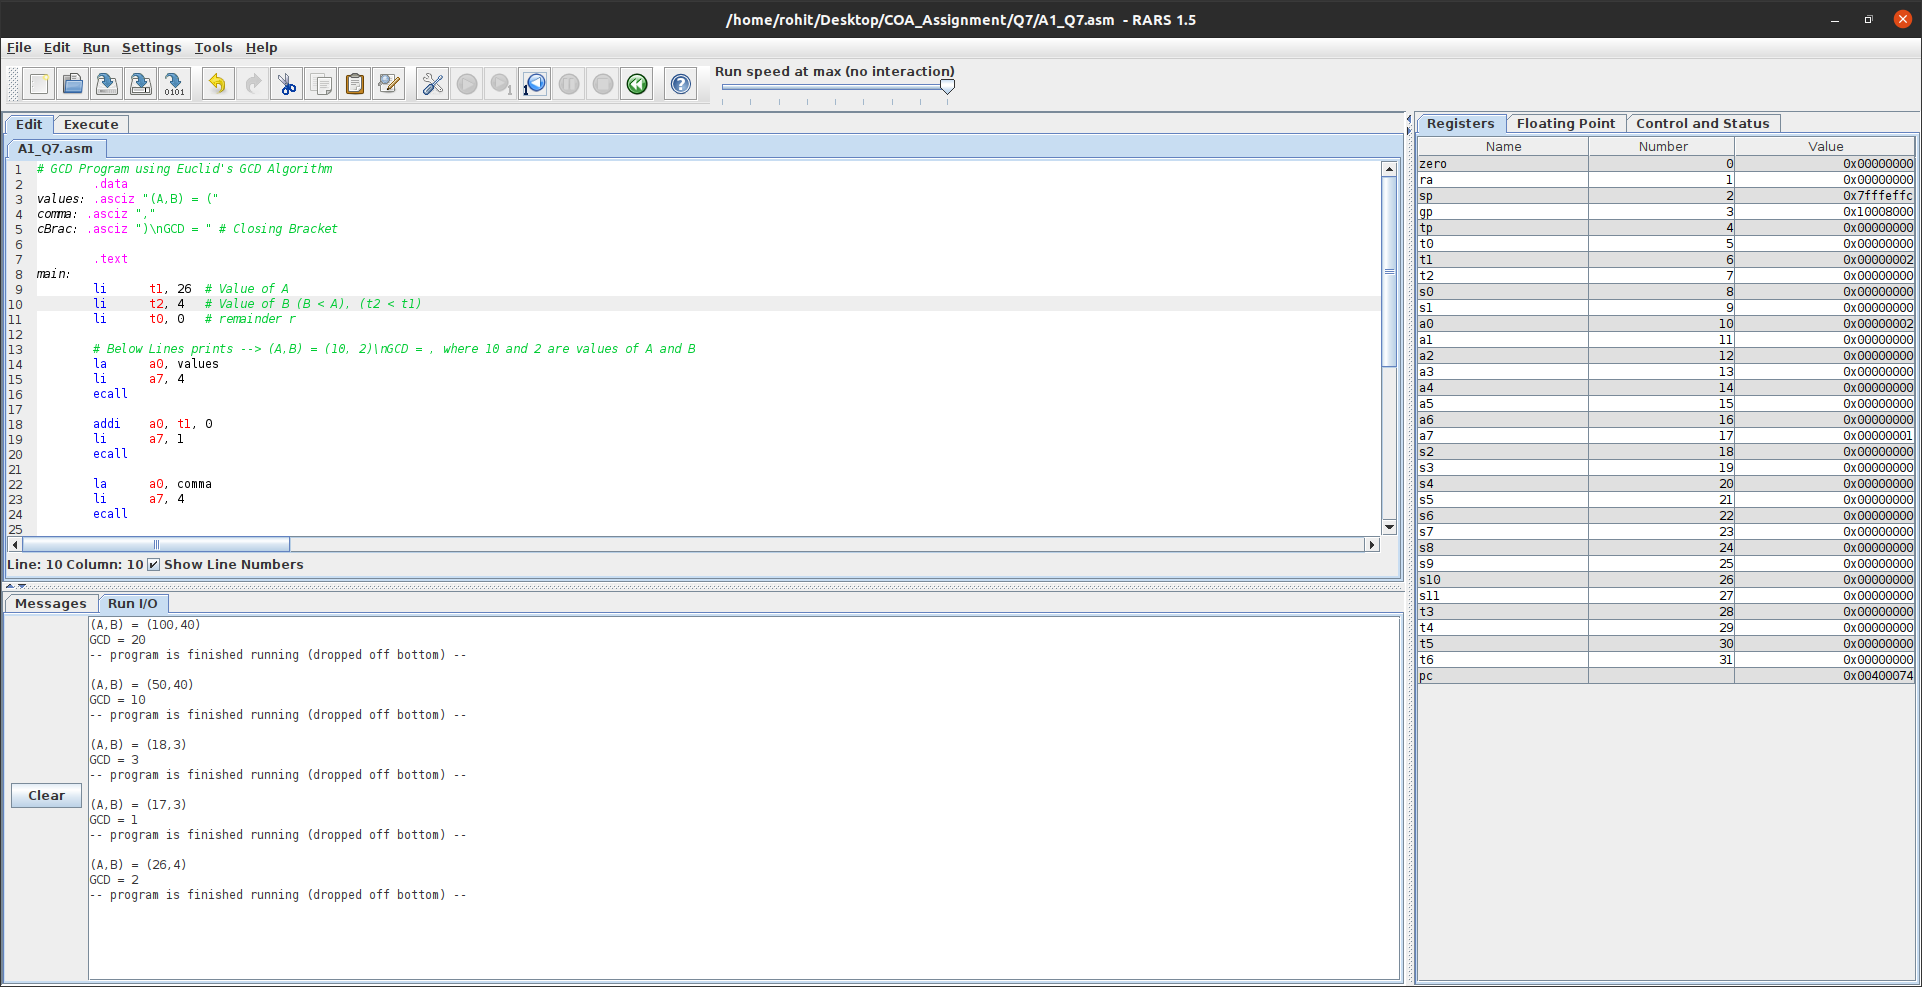 /home/rohit/Desktop/COA_Assignment/Q7/A1_Q7.asm - RARS 1.5
File Edit Run Settings Tools Help
Run speed at max (no interaction)
0101
1
1
Edit Execute
A1_Q7.asm
1 # GCD Program using Euclid's GCD Algorithm
2 .data
3 values: .asciz "(A,B) = ("
4 comma: .asciz ","
5 cBrac: .asciz ")\nGCD = " # Closing Bracket
6
7 .text
8 main:
9 li t1, 26 # Value of A
10 li t2, 4 # Value of B (B < A), (t2 < t1)
11 li t0, 0 # remainder r
12
13 # Below Lines prints --> (A,B) = (10, 2)\nGCD = , where 10 and 2 are values of A and B
14 la a0, values
15 li a7, 4
16 ecall
17
18 addi a0, t1, 0
19 li a7, 1
20 ecall
21
22 la a0, comma
23 li a7, 4
24 ecall
25
Line: 10 Column: 10 Show Line Numbers
Messages Run I/O
Clear
(A,B) = (100,40)
GCD = 20
-- program is finished running (dropped off bottom) --
(A,B) = (50,40)
GCD = 10
-- program is finished running (dropped off bottom) --
(A,B) = (18,3)
GCD = 3
-- program is finished running (dropped off bottom) --
(A,B) = (17,3)
GCD = 1
-- program is finished running (dropped off bottom) --
(A,B) = (26,4)
GCD = 2
-- program is finished running (dropped off bottom) --
Registers Floating Point Control and Status
Name Number Value
zero 0 0x00000000
ra 1 0x00000000
sp 2 0x7fffeffc
gp 3 0x10008000
tp 4 0x00000000
t0 5 0x00000000
t1 6 0x00000002
t2 7 0x00000000
s0 8 0x00000000
s1 9 0x00000000
a0 10 0x00000002
a1 11 0x00000000
a2 12 0x00000000
a3 13 0x00000000
a4 14 0x00000000
a5 15 0x00000000
a6 16 0x00000000
a7 17 0x00000001
s2 18 0x00000000
s3 19 0x00000000
s4 20 0x00000000
s5 21 0x00000000
s6 22 0x00000000
s7 23 0x00000000
s8 24 0x00000000
s9 25 0x00000000
s10 26 0x00000000
s11 27 0x00000000
t3 28 0x00000000
t4 29 0x00000000
t5 30 0x00000000
t6 31 0x00000000
pc 0x00400074